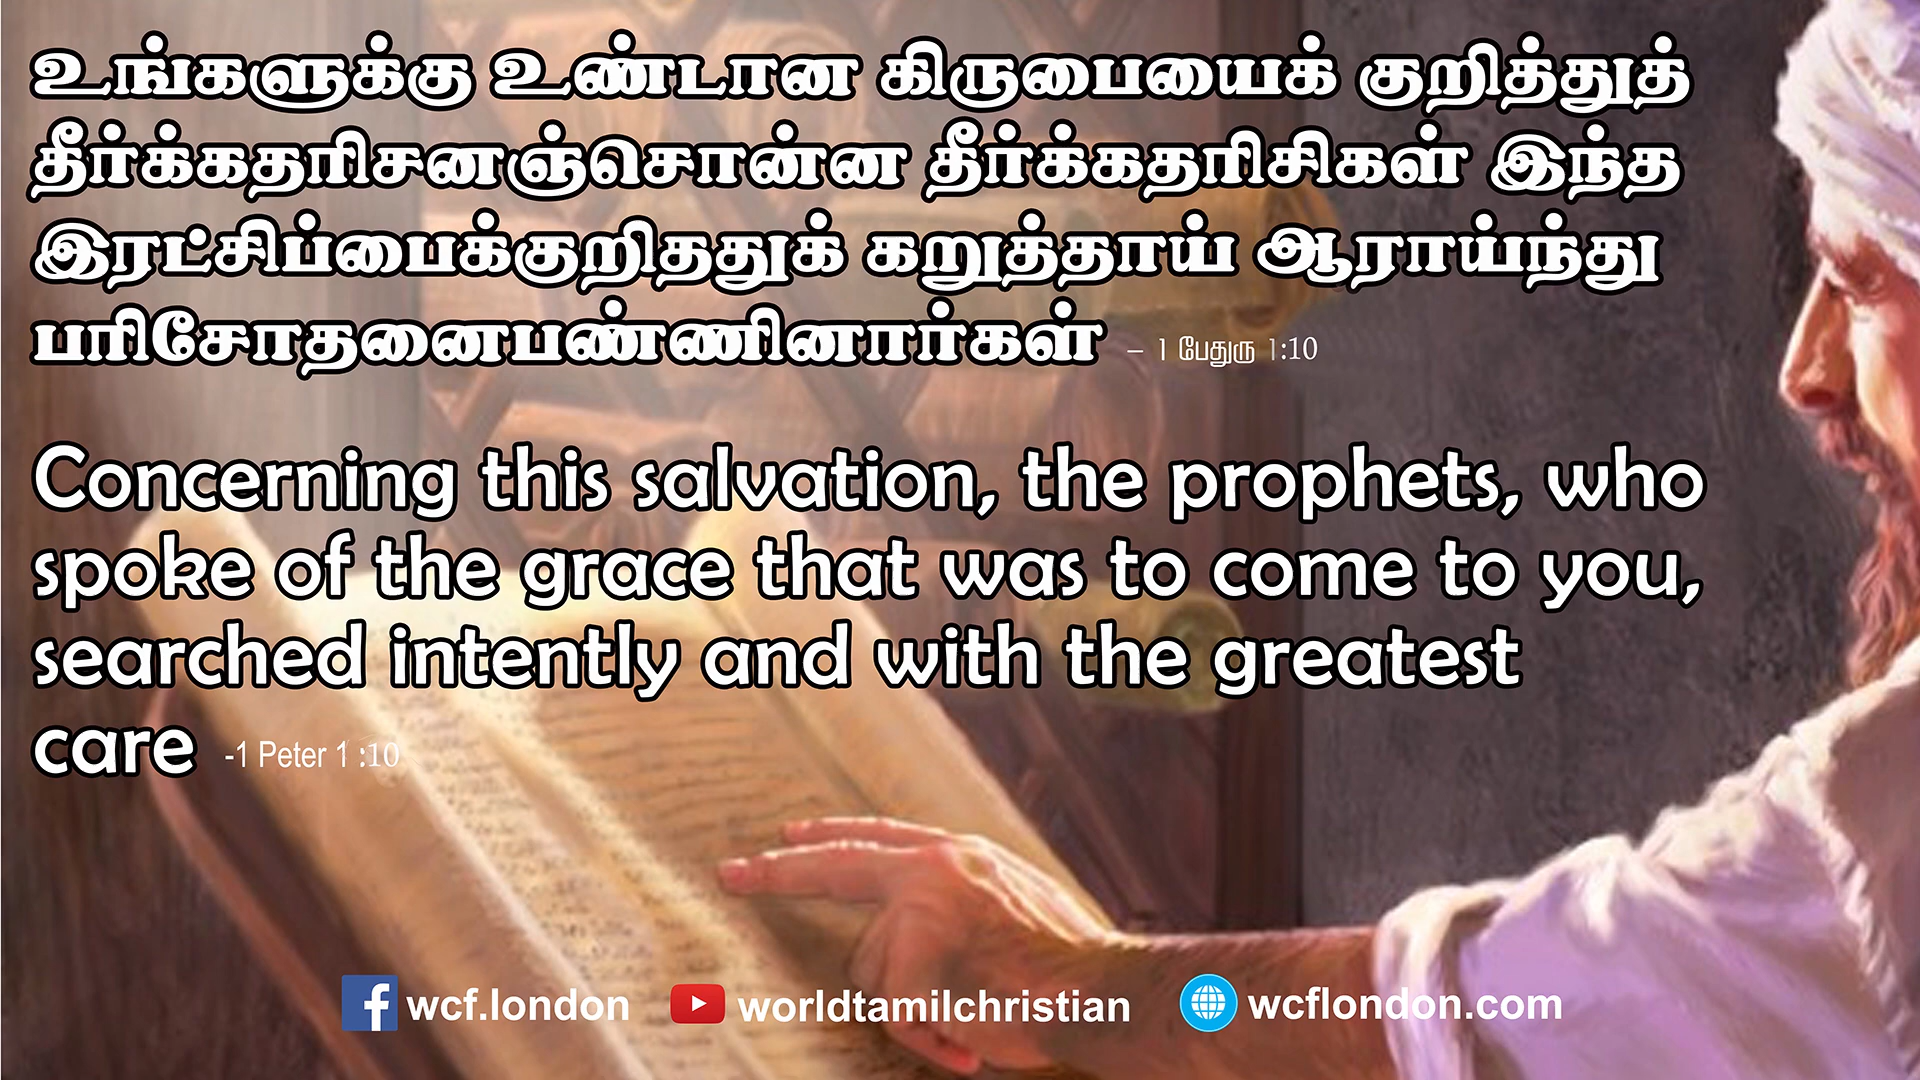 உங்களுக்கு உண்டான கிருபையைக் குறித்துத்
தீர்க்கதரிசனஞ்சொன்ன தீர்க்கதரிசிகள் இந்த
இரட்சிப்பைக்குறிததுக் கறுத்தாய் ஆராய்ந்து
பரிசோதனைபண்ணினார்கள் – 1 பேதுரு 1:10
Concerning this salvation, the prophets, who
spoke of the grace that was to come to you,
searched intently and with the greatest
care -1 Peter 1 :10
wcf.london worldtamilchristian wcflondon.com